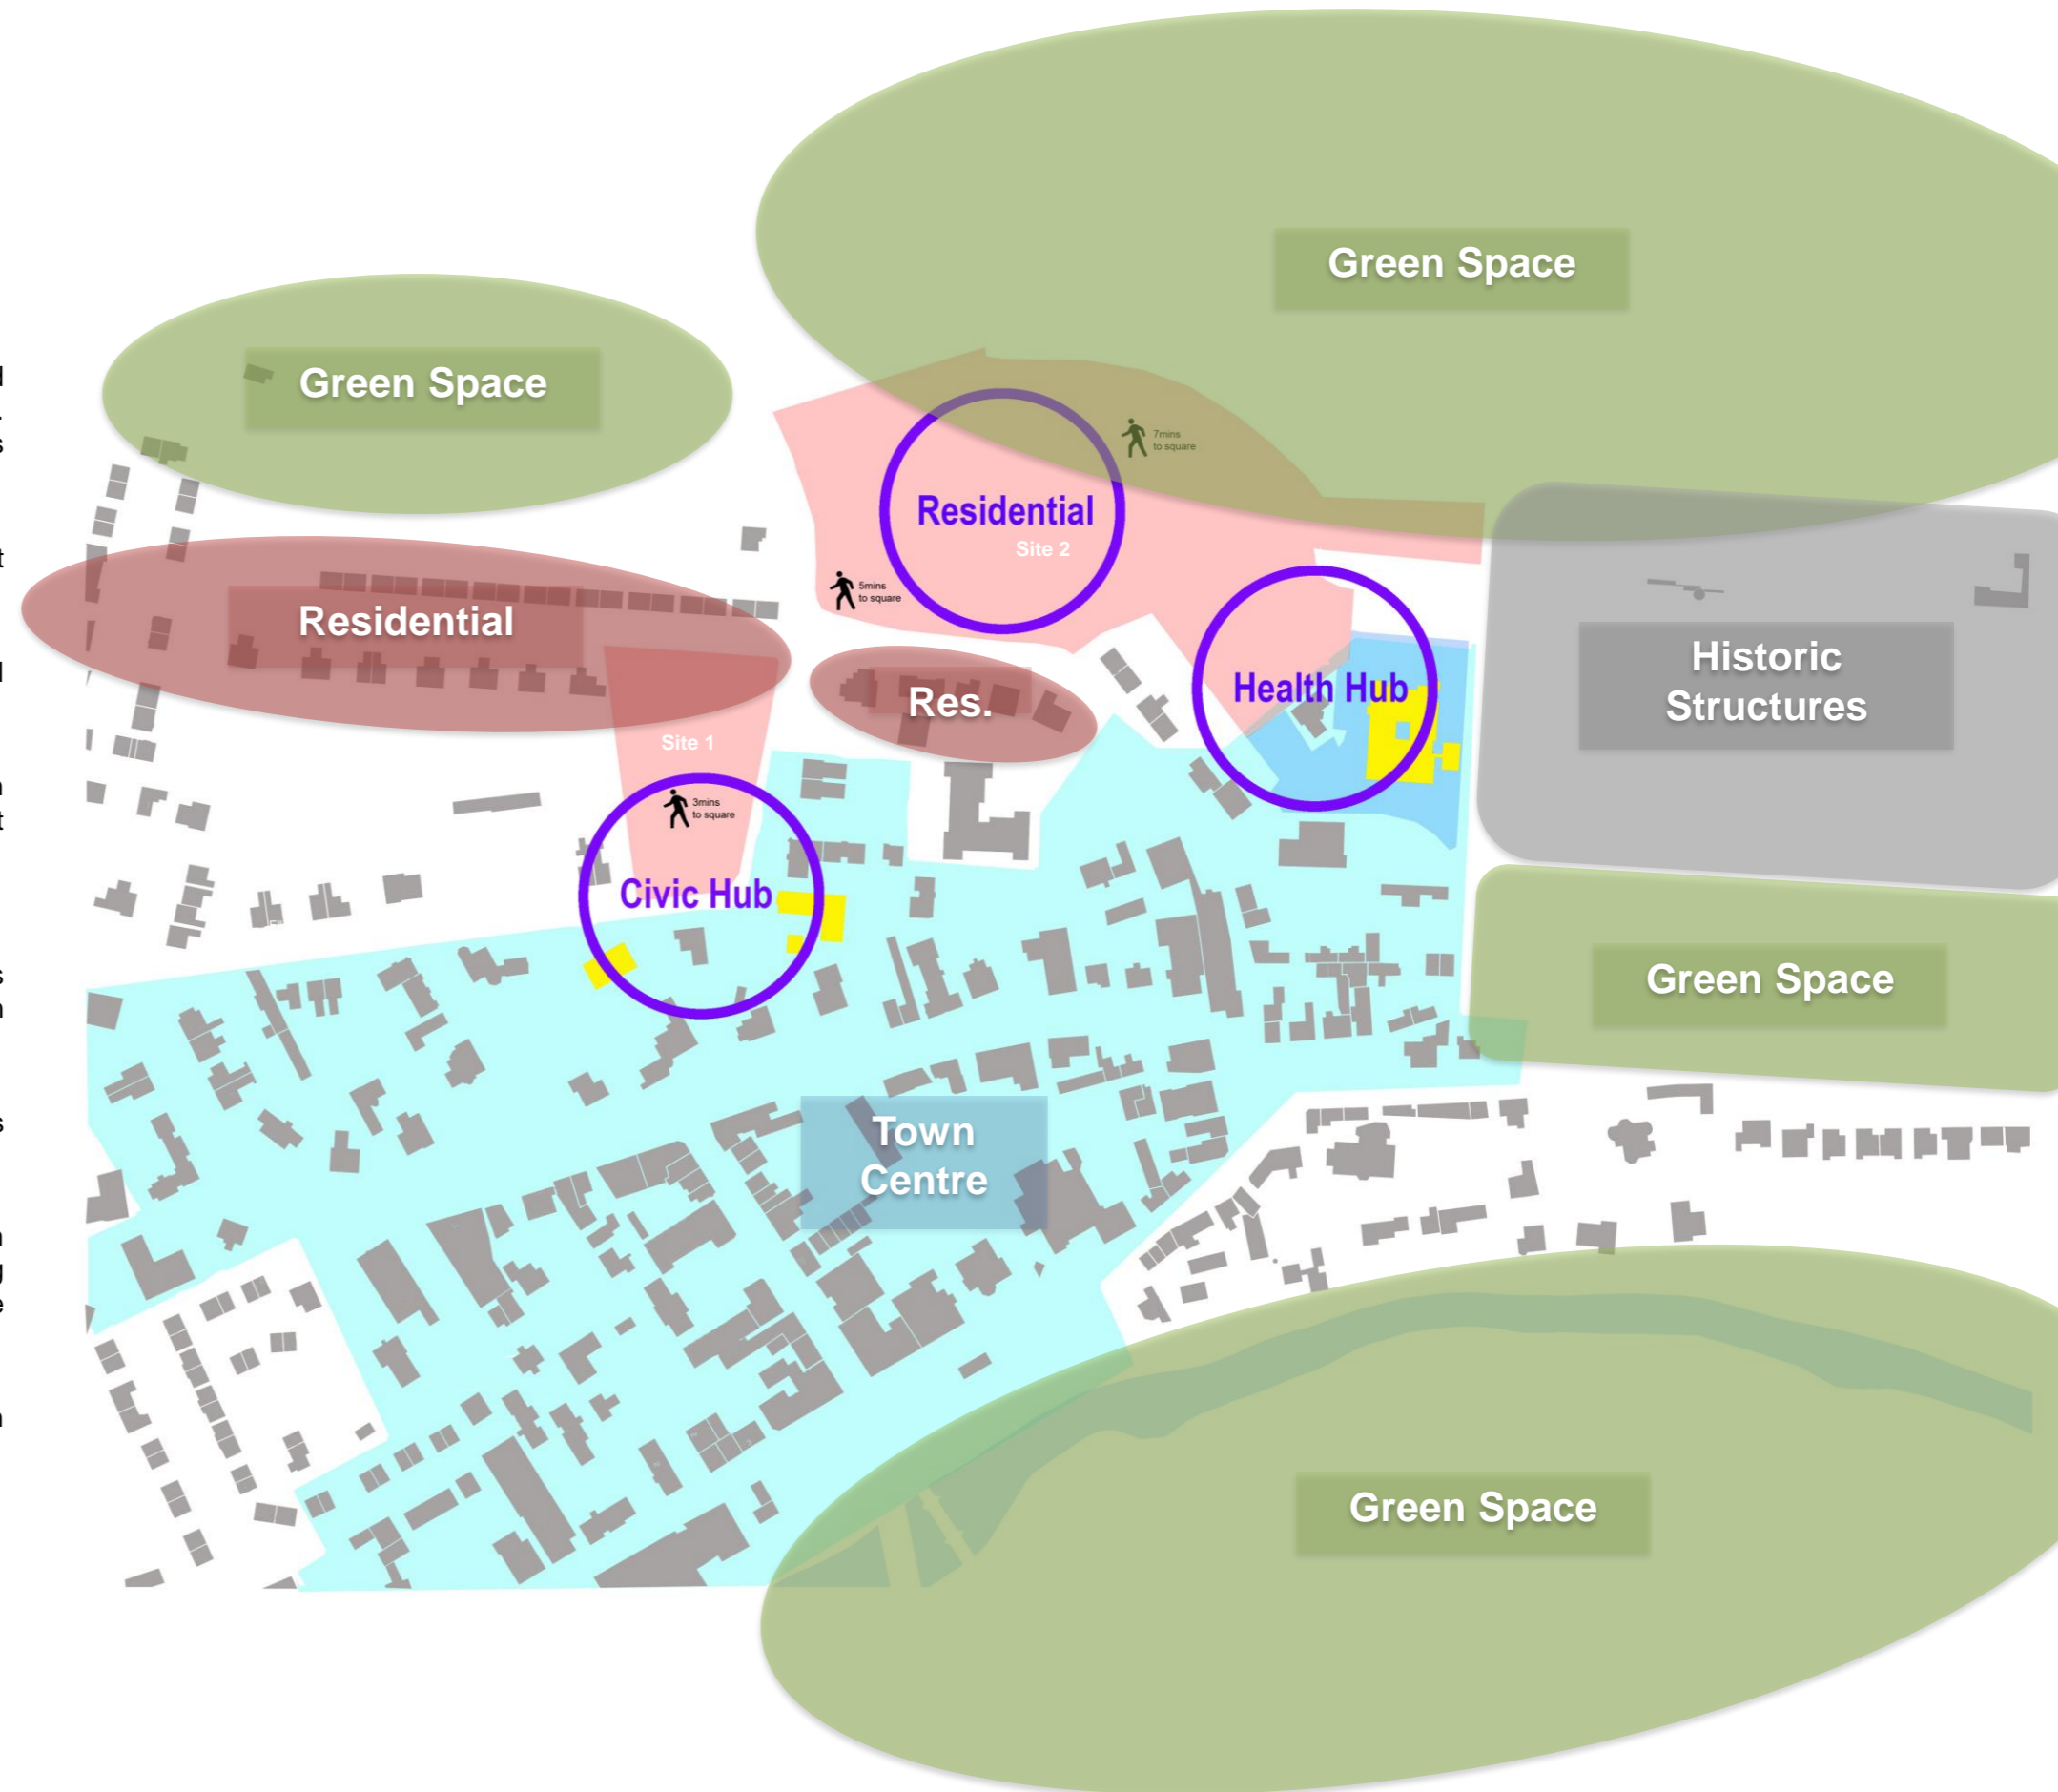 Green Space
Green Space
7mins
to square
Residential
Site 2
5mins
to square
Residential
Historic
Structures
Health Hub
Res.
Site 1
3mins
to square
Civic Hub
Green Space
Town
Centre
Green Space